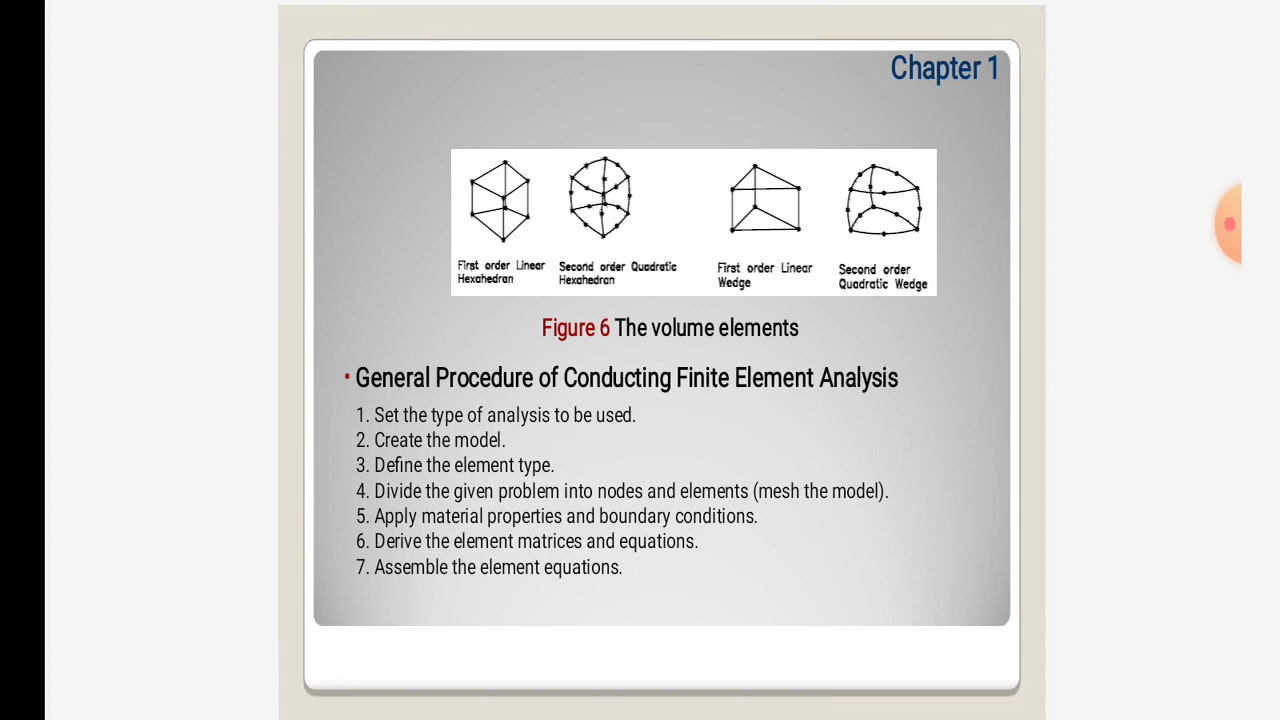 Chapter 1
First order Linear
Hexahedran
Second order Quadratic
Hexahedran
First order Linear
Wedge
Second order
Quadratic Wedge
Figure 6 The volume elements
• General Procedure of Conducting Finite Element Analysis
1. Set the type of analysis to be used.
2. Create the model.
3. Define the element type.
4. Divide the given problem into nodes and elements (mesh the model).
5. Apply material properties and boundary conditions.
6. Derive the element matrices and equations.
7. Assemble the element equations.